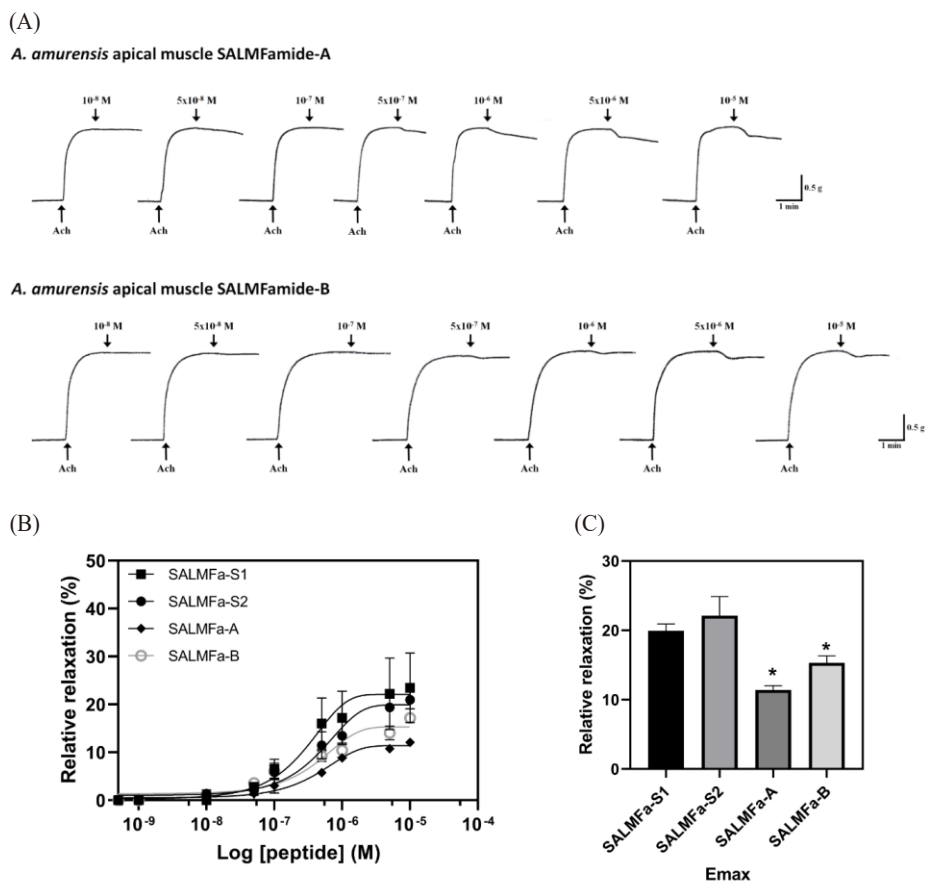 (A)
A. amurensis apical muscle SALMFamide-A
10⁻⁸ M 5x10⁻⁸ M 10⁻⁷ M 5x10⁻⁷ M 10⁻⁶ M 5x10⁻⁶ M 10⁻⁵ M
0.5 g
1 min
Ach Ach Ach Ach Ach Ach Ach
A. amurensis apical muscle SALMFamide-B
10⁻⁸ M 5x10⁻⁸ M 10⁻⁷ M 5x10⁻⁷ M 10⁻⁶ M 5x10⁻⁶ M 10⁻⁵ M
0.5 g
1 min
Ach Ach Ach Ach Ach Ach Ach
(B)
Relative relaxation (%)
50
40
30
20
10
0
SALMFa-S1
SALMFa-S2
SALMFa-A
SALMFa-B
10⁻⁹ 10⁻⁸ 10⁻⁷ 10⁻⁶ 10⁻⁵ 10⁻⁴
Log [peptide] (M)
(C)
Relative relaxation (%)
30
20
10
0
* *
SALMFa-S1
SALMFa-S2
SALMFa-A
SALMFa-B
Emax